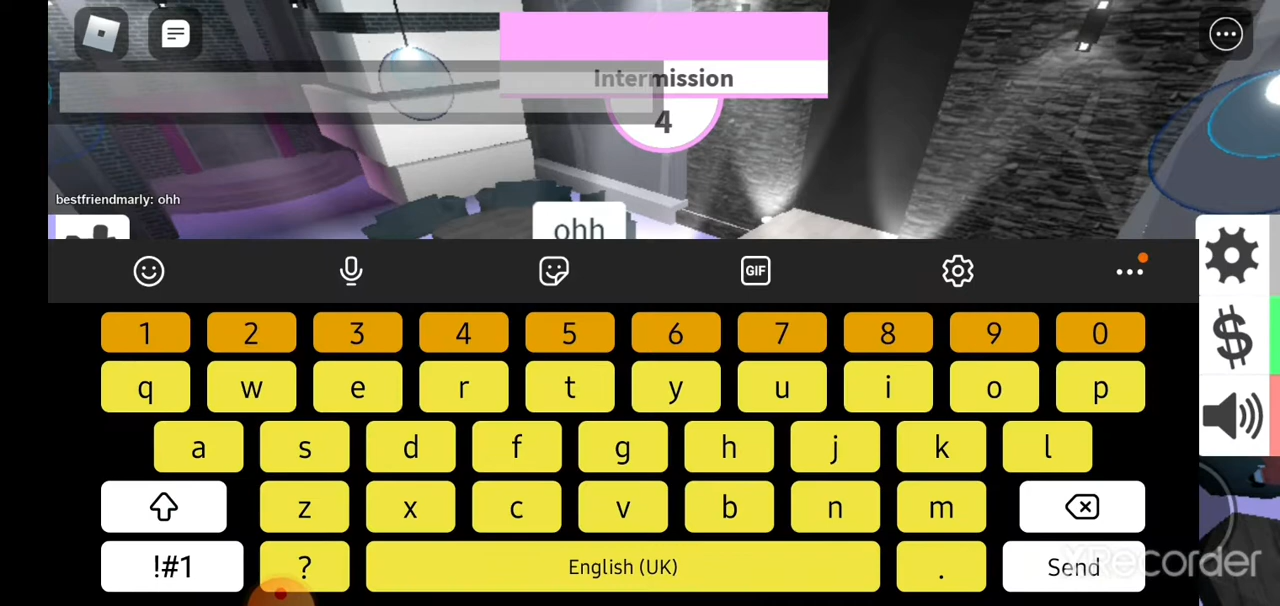 Intermission
4
bestfriendmarly: ohh
ohh
GIF
1 2 3 4 5 6 7 8 9 0
q w e r t y u i o p
a s d f g h j k l
z x c v b n m
!#1 ? English (UK) . Send
XRecorder